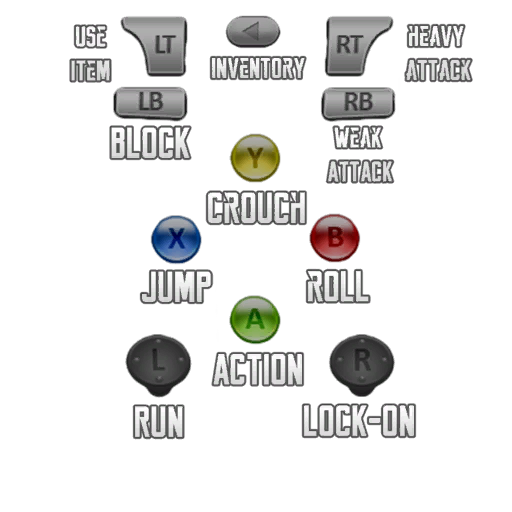 USE
ITEM
LT
INVENTORY
RT
HEAVY
ATTACK
LB
BLOCK
RB
WEAK
ATTACK
Y
CROUCH
X
JUMP
B
ROLL
A
ACTION
L
RUN
R
LOCK-ON